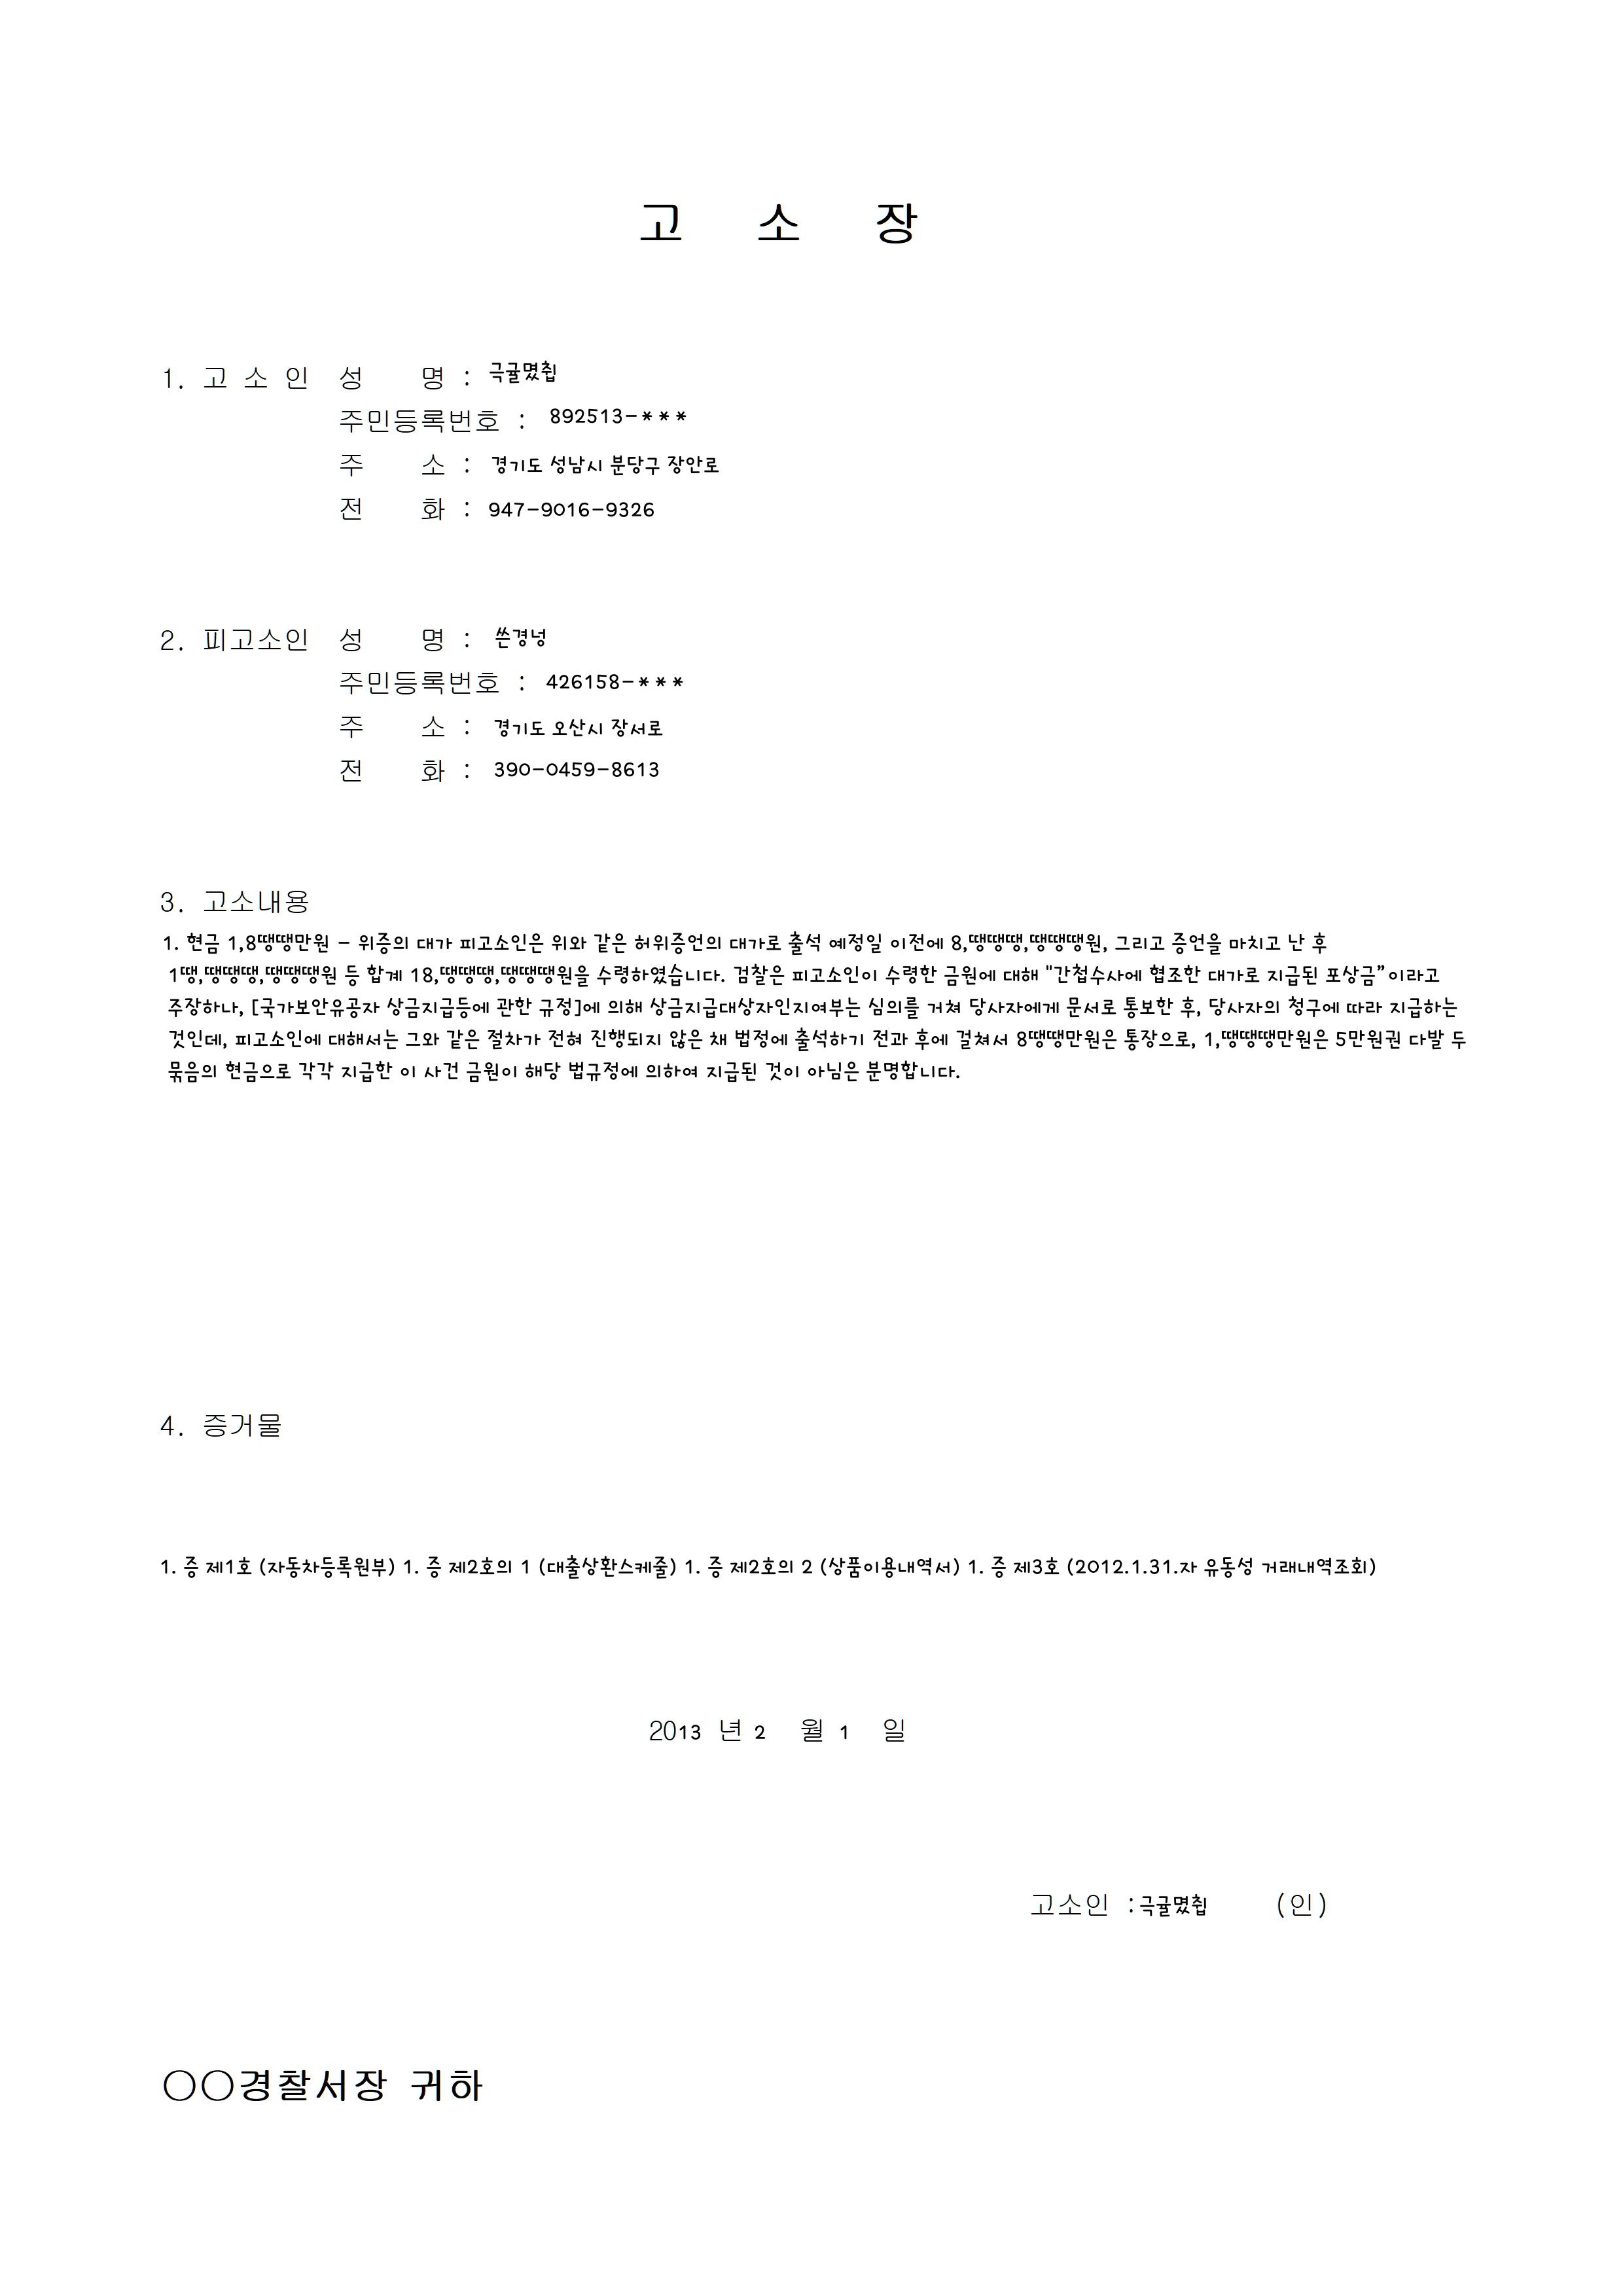 고 소 장
1. 고 소 인 성 명 : 극귤몄췹
주민등록번호 : 892513-***
주 소 : 경기도 성남시 분당구 장안로
전 화 : 947-9016-9326
2. 피고소인 성 명 : 쓴경넝
주민등록번호 : 426158-***
주 소 : 경기도 오산시 장서로
전 화 : 390-0459-8613
3. 고소내용
1. 현금 1,8땡땡만원 - 위증의 대가 피고소인은 위와 같은 허위증언의 대가로 출석 예정일 이전에 8,땡땡땡,땡땡땡원, 그리고 증언을 마치고 난 후
1땡,땡땡땡,땡땡땡원 등 합계 18,땡땡땡,땡땡땡원을 수령하였습니다. 검찰은 피고소인이 수령한 금원에 대해 "간첩수사에 협조한 대가로 지급된 포상금”이라고
주장하나, [국가보안유공자 상금지급등에 관한 규정]에 의해 상금지급대상자인지여부는 심의를 거쳐 당사자에게 문서로 통보한 후, 당사자의 청구에 따라 지급하는
것인데, 피고소인에 대해서는 그와 같은 절차가 전혀 진행되지 않은 채 법정에 출석하기 전과 후에 걸쳐서 8땡땡만원은 통장으로, 1,땡땡땡만원은 5만원권 다발 두
묶음의 현금으로 각각 지급한 이 사건 금원이 해당 법규정에 의하여 지급된 것이 아님은 분명합니다.
4. 증거물
1. 증 제1호 (자동차등록원부) 1. 증 제2호의 1 (대출상환스케줄) 1. 증 제2호의 2 (상품이용내역서) 1. 증 제3호 (2012.1.31.자 유동성 거래내역조회)
2013 년 2 월 1 일
고소인 : 극귤몄췹 (인)
○○경찰서장 귀하